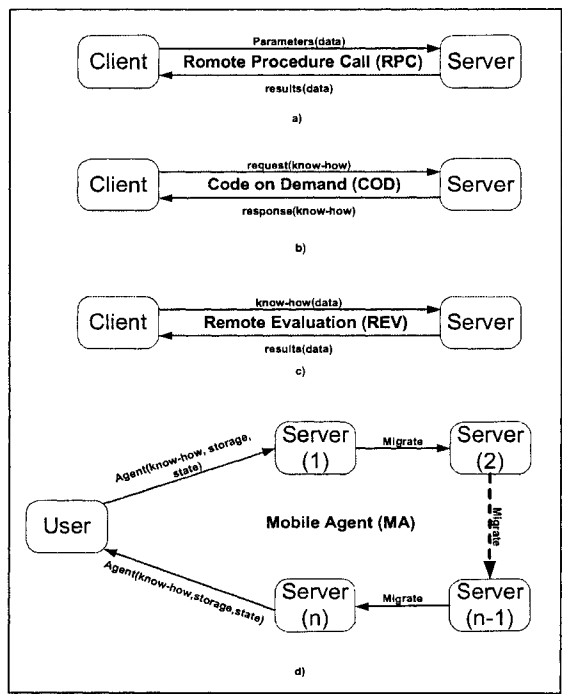 Parameters(data)
Client
Romote Procedure Call (RPC)
Server
results(data)
a)
request(know-how)
Client
Code on Demand (COD)
Server
response(know-how)
b)
know-how(data)
Client
Remote Evaluation (REV)
Server
results(data)
c)
Agent(know-how, storage,
state)
Server
(1)
Migrate
Server
(2)
User
Mobile Agent (MA)
Migrate
Agent(know-how,storage,state)
Server
(n)
Migrate
Server
(n-1)
d)